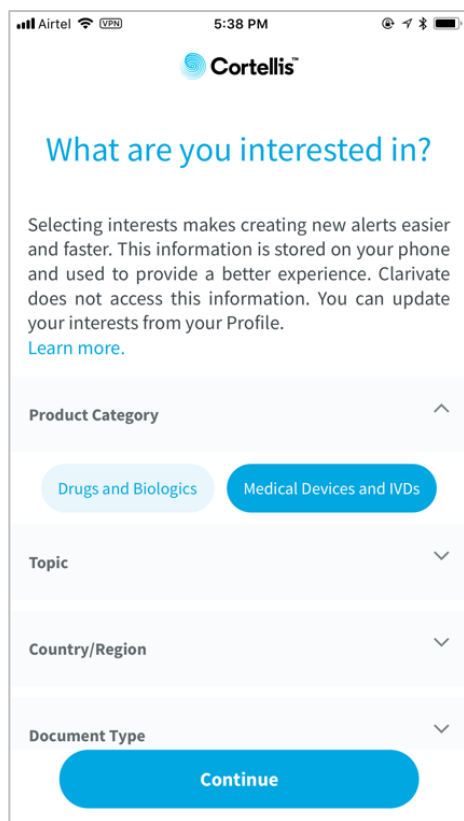 Airtel VPN 5:38 PM
Cortellis™
What are you interested in?
Selecting interests makes creating new alerts easier
and faster. This information is stored on your phone
and used to provide a better experience. Clarivate
does not access this information. You can update
your interests from your Profile.
Learn more.
Product Category
Drugs and Biologics Medical Devices and IVDs
Topic
Country/Region
Document Type
Continue